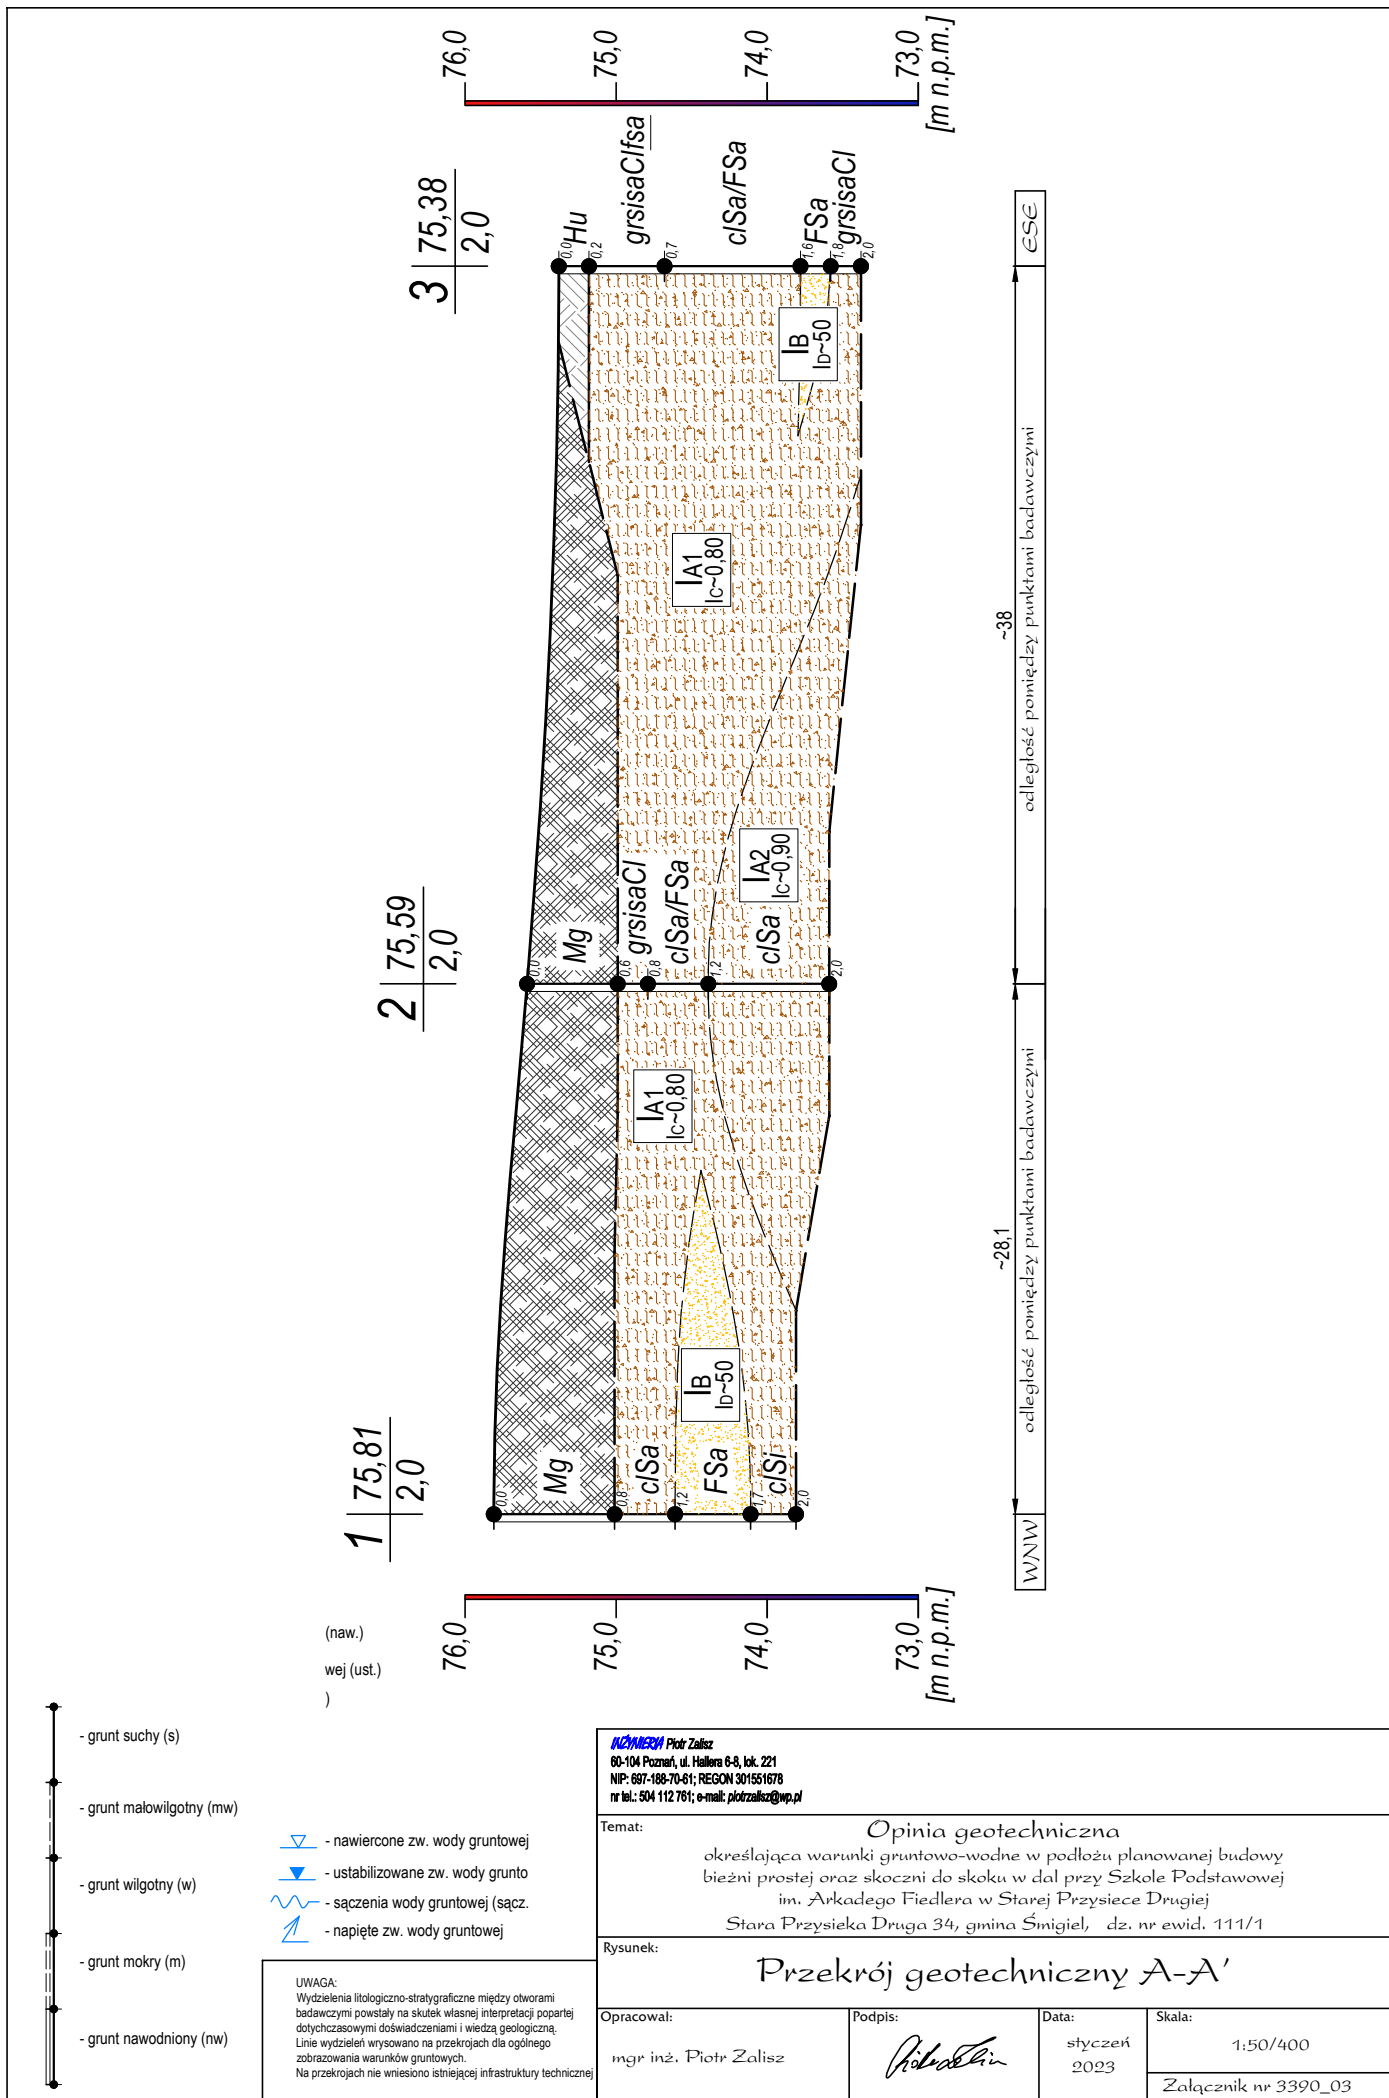 76,0
75,0
74,0
73,0
[m n.p.m.]
3
75,38
2,0
0,0
Hu
0,2
grsisaClfsa
0,7
clSa/FSa
1,6
FSa
1,8
grsisaCl
2,0
ESE
IB
ID~50
IA1
Ic~0,80
~38
odległość pomiędzy punktami badawczymi
IA2
Ic~0,90
2
75,59
2,0
0,0
Mg
0,6
grsisaCl
0,8
clSa/FSa
1,2
clSa
2,0
IA1
Ic~0,80
~28,1
odległość pomiędzy punktami badawczymi
IB
ID~50
1
75,81
2,0
0,0
Mg
0,8
clSa
1,2
FSa
1,7
clSi
2,0
WNW
76,0
75,0
74,0
73,0
[m n.p.m.]
(naw.)
wej (ust.)
)
- grunt suchy (s)
- grunt małowilgotny (mw)
- grunt wilgotny (w)
- grunt mokry (m)
- grunt nawodniony (nw)
- nawiercone zw. wody gruntowej
- ustabilizowane zw. wody grunto
- sączenia wody gruntowej (sącz.
- napięte zw. wody gruntowej
UWAGA:
Wydzielenia litologiczno-stratygraficzne między otworami
badawczymi powstały na skutek własnej interpretacji popartej
dotychczasowymi doświadczeniami i wiedzą geologiczną.
Linie wydzieleń wrysowano na przekrojach dla ogólnego
zobrazowania warunków gruntowych.
Na przekrojach nie wniesiono istniejącej infrastruktury technicznej
INŻYNIERIA Piotr Zalisz
60-104 Poznań, ul. Hallera 6-8, lok. 221
NIP: 697-188-70-61; REGON 301551678
nr tel.: 504 112 761; e-mail: piotrzalisz@wp.pl
Temat:
Opinia geotechniczna
określająca warunki gruntowo-wodne w podłożu planowanej budowy
bieżni prostej oraz skoczni do skoku w dal przy Szkole Podstawowej
im. Arkadego Fiedlera w Starej Przysiece Drugiej
Stara Przysieka Druga 34, gmina Śmigiel, dz. nr ewid. 111/1
Rysunek:
Przekrój geotechniczny A-A'
Opracował:
mgr inż. Piotr Zalisz
Podpis:
Data:
styczeń
2023
Skala:
1:50/400
Załącznik nr 3390_03